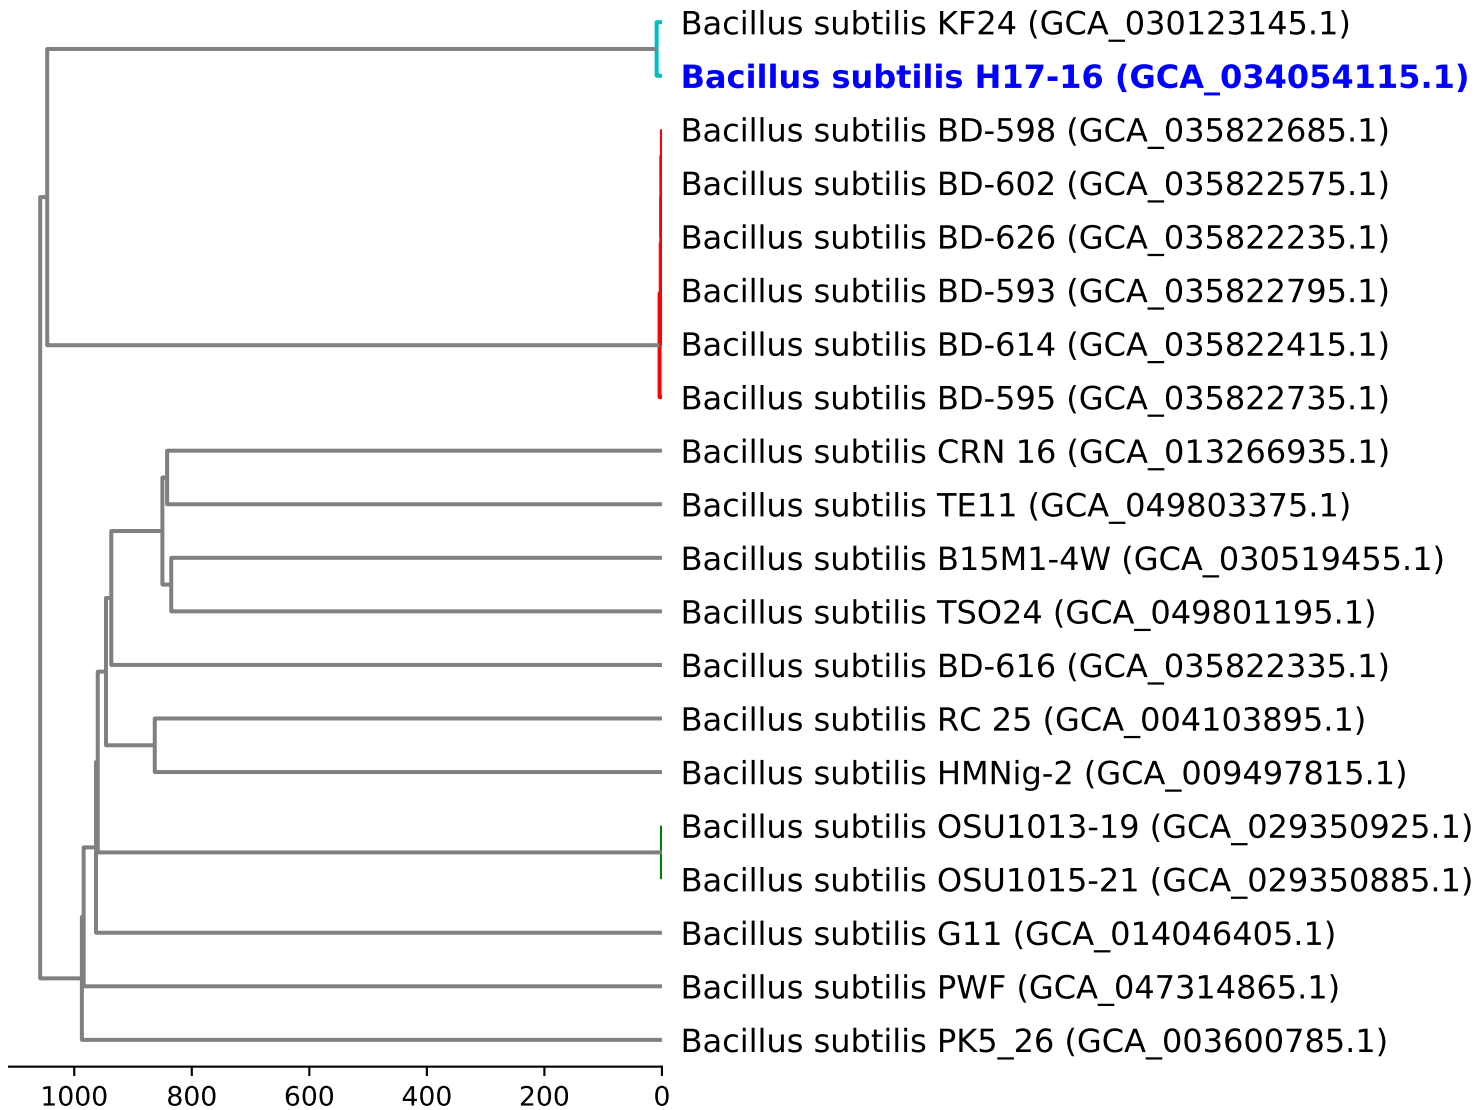 Bacillus subtilis KF24 (GCA_030123145.1)
Bacillus subtilis H17-16 (GCA_034054115.1)
Bacillus subtilis BD-598 (GCA_035822685.1)
Bacillus subtilis BD-602 (GCA_035822575.1)
Bacillus subtilis BD-626 (GCA_035822235.1)
Bacillus subtilis BD-593 (GCA_035822795.1)
Bacillus subtilis BD-614 (GCA_035822415.1)
Bacillus subtilis BD-595 (GCA_035822735.1)
Bacillus subtilis CRN 16 (GCA_013266935.1)
Bacillus subtilis TE11 (GCA_049803375.1)
Bacillus subtilis B15M1-4W (GCA_030519455.1)
Bacillus subtilis TSO24 (GCA_049801195.1)
Bacillus subtilis BD-616 (GCA_035822335.1)
Bacillus subtilis RC 25 (GCA_004103895.1)
Bacillus subtilis HMNig-2 (GCA_009497815.1)
Bacillus subtilis OSU1013-19 (GCA_029350925.1)
Bacillus subtilis OSU1015-21 (GCA_029350885.1)
Bacillus subtilis G11 (GCA_014046405.1)
Bacillus subtilis PWF (GCA_047314865.1)
Bacillus subtilis PK5_26 (GCA_003600785.1)
1000 800 600 400 200 0